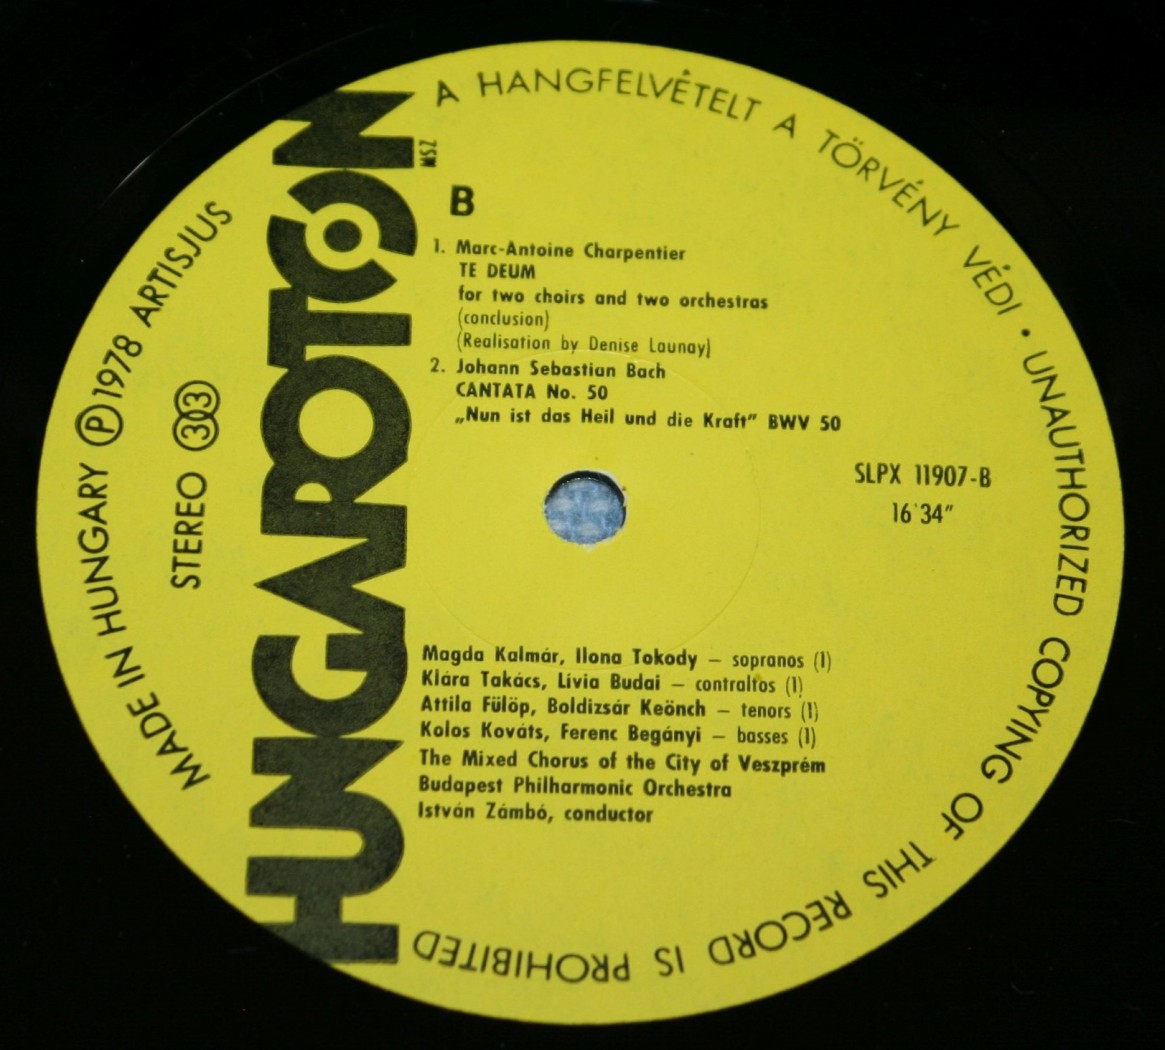 A HANGFELVÉTELT A TÖRVÉNY VÉDI • UNAUTHORIZED COPYING OF THIS RECORD IS PROHIBITED
MADE IN HUNGARY Ⓟ 1978 ARTISJUS
STEREO 33
HUNGAROTON
MSZ
B
1. Marc-Antoine Charpentier
TE DEUM
for two choirs and two orchestras
(conclusion)
(Realisation by Denise Launay)
2. Johann Sebastian Bach
CANTATA No. 50
„Nun ist das Heil und die Kraft" BWV 50
SLPX 11907-B
16'34"
Magda Kalmár, Ilona Tokody – sopranos (1)
Klára Takács, Lívia Budai – contraltos (1)
Attila Fülöp, Boldizsár Keönch – tenors (1)
Kolos Kováts, Ferenc Begányi – basses (1)
The Mixed Chorus of the City of Veszprém
Budapest Philharmonic Orchestra
István Zámbó, conductor